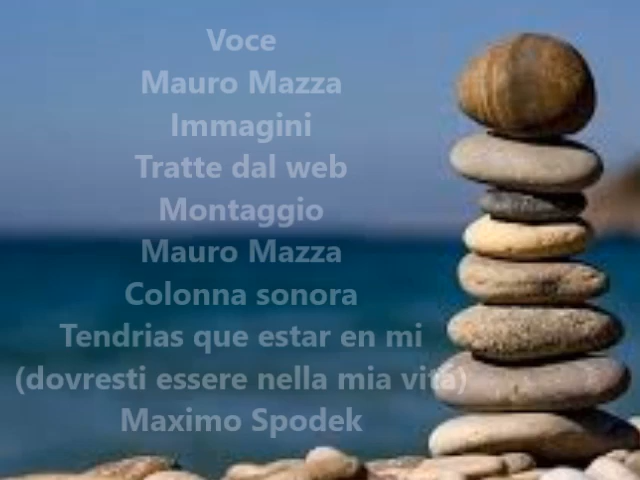 Voce
Mauro Mazza
Immagini
Tratte dal web
Montaggio
Mauro Mazza
Colonna sonora
Tendrias que estar en mi
(dovresti essere nella mia vita)
Maximo Spodek